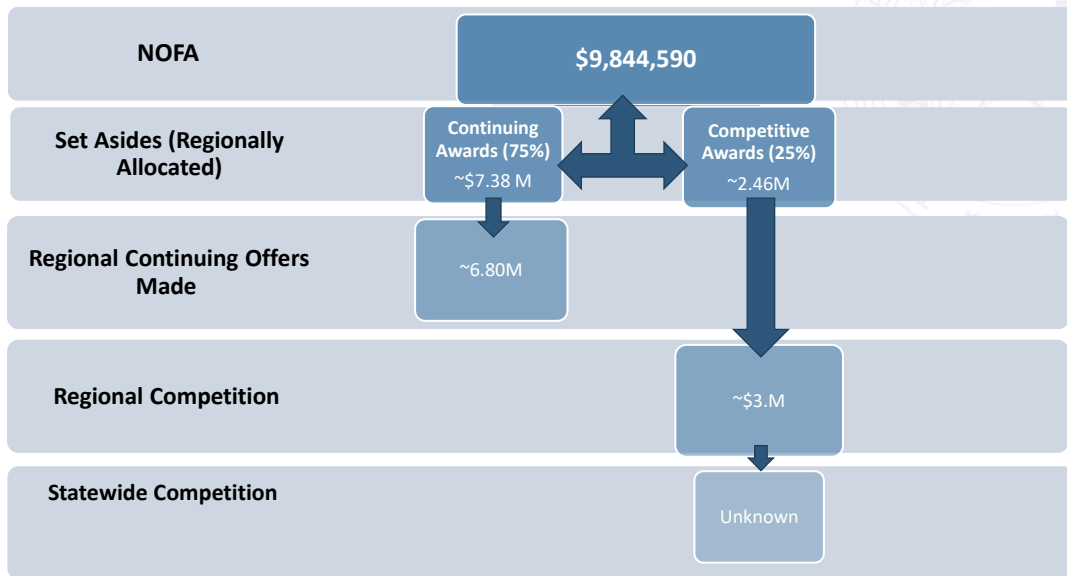 NOFA
$9,844,590
Set Asides (Regionally
Allocated)
Continuing
Awards (75%)
~$7.38 M
Competitive
Awards (25%)
~2.46M
Regional Continuing Offers
Made
~6.80M
Regional Competition
~$3.M
Statewide Competition
Unknown